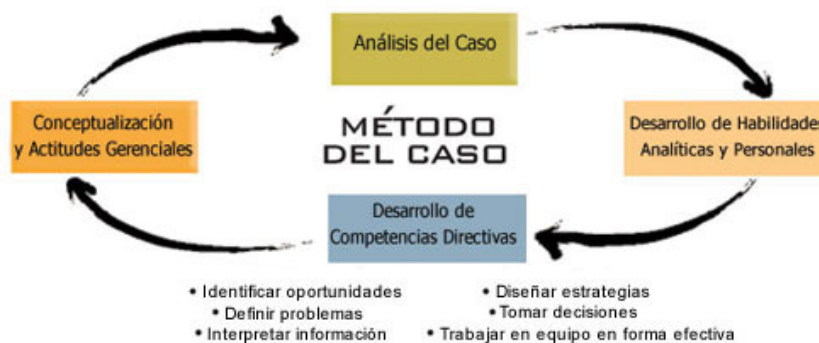 Análisis del Caso
Conceptualización
y Actitudes Gerenciales
MÉTODO
DEL CASO
Desarrollo de Habilidades
Analíticas y Personales
Desarrollo de
Competencias Directivas
• Identificar oportunidades
• Definir problemas
• Interpretar información
• Diseñar estrategias
• Tomar decisiones
• Trabajar en equipo en forma efectiva